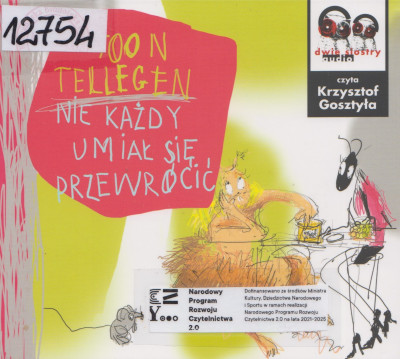 12754
TOON
TELLEGEN
NIE KAŻDY
UMIAŁ SIĘ
PRZEWRÓCIĆ
dwie siostry
audio
czyta
Krzysztof
Gosztyła
Narodowy
Program
Rozwoju
Czytelnictwa
2.0
Dofinansowano ze środków Ministra
Kultury, Dziedzictwa Narodowego
i Sportu w ramach realizacji
Narodowego Programu Rozwoju
Czytelnictwa 2.0 na lata 2021-2025